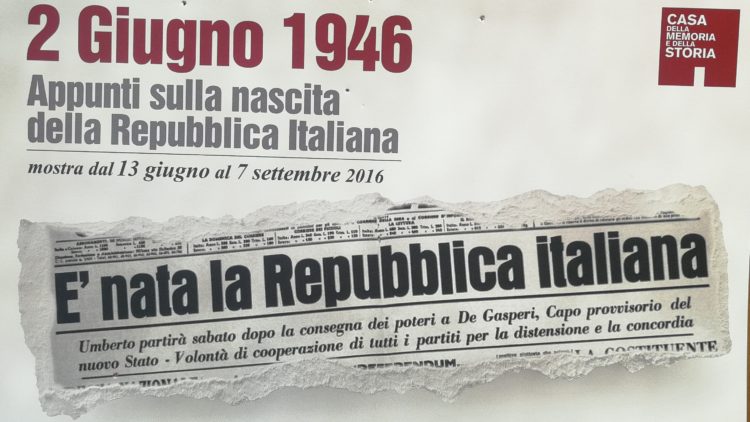 2 Giugno 1946
Appunti sulla nascita
della Repubblica Italiana
mostra dal 13 giugno al 7 settembre 2016
CASA
DELLA
MEMORIA
E DELLA
STORIA
E' nata la Repubblica italiana
Umberto partirà sabato dopo la consegna dei poteri a De Gasperi, Capo provvisorio del
nuovo Stato - Volontà di cooperazione di tutti i partiti per la distensione e la concordia
LA COSTITUENTE